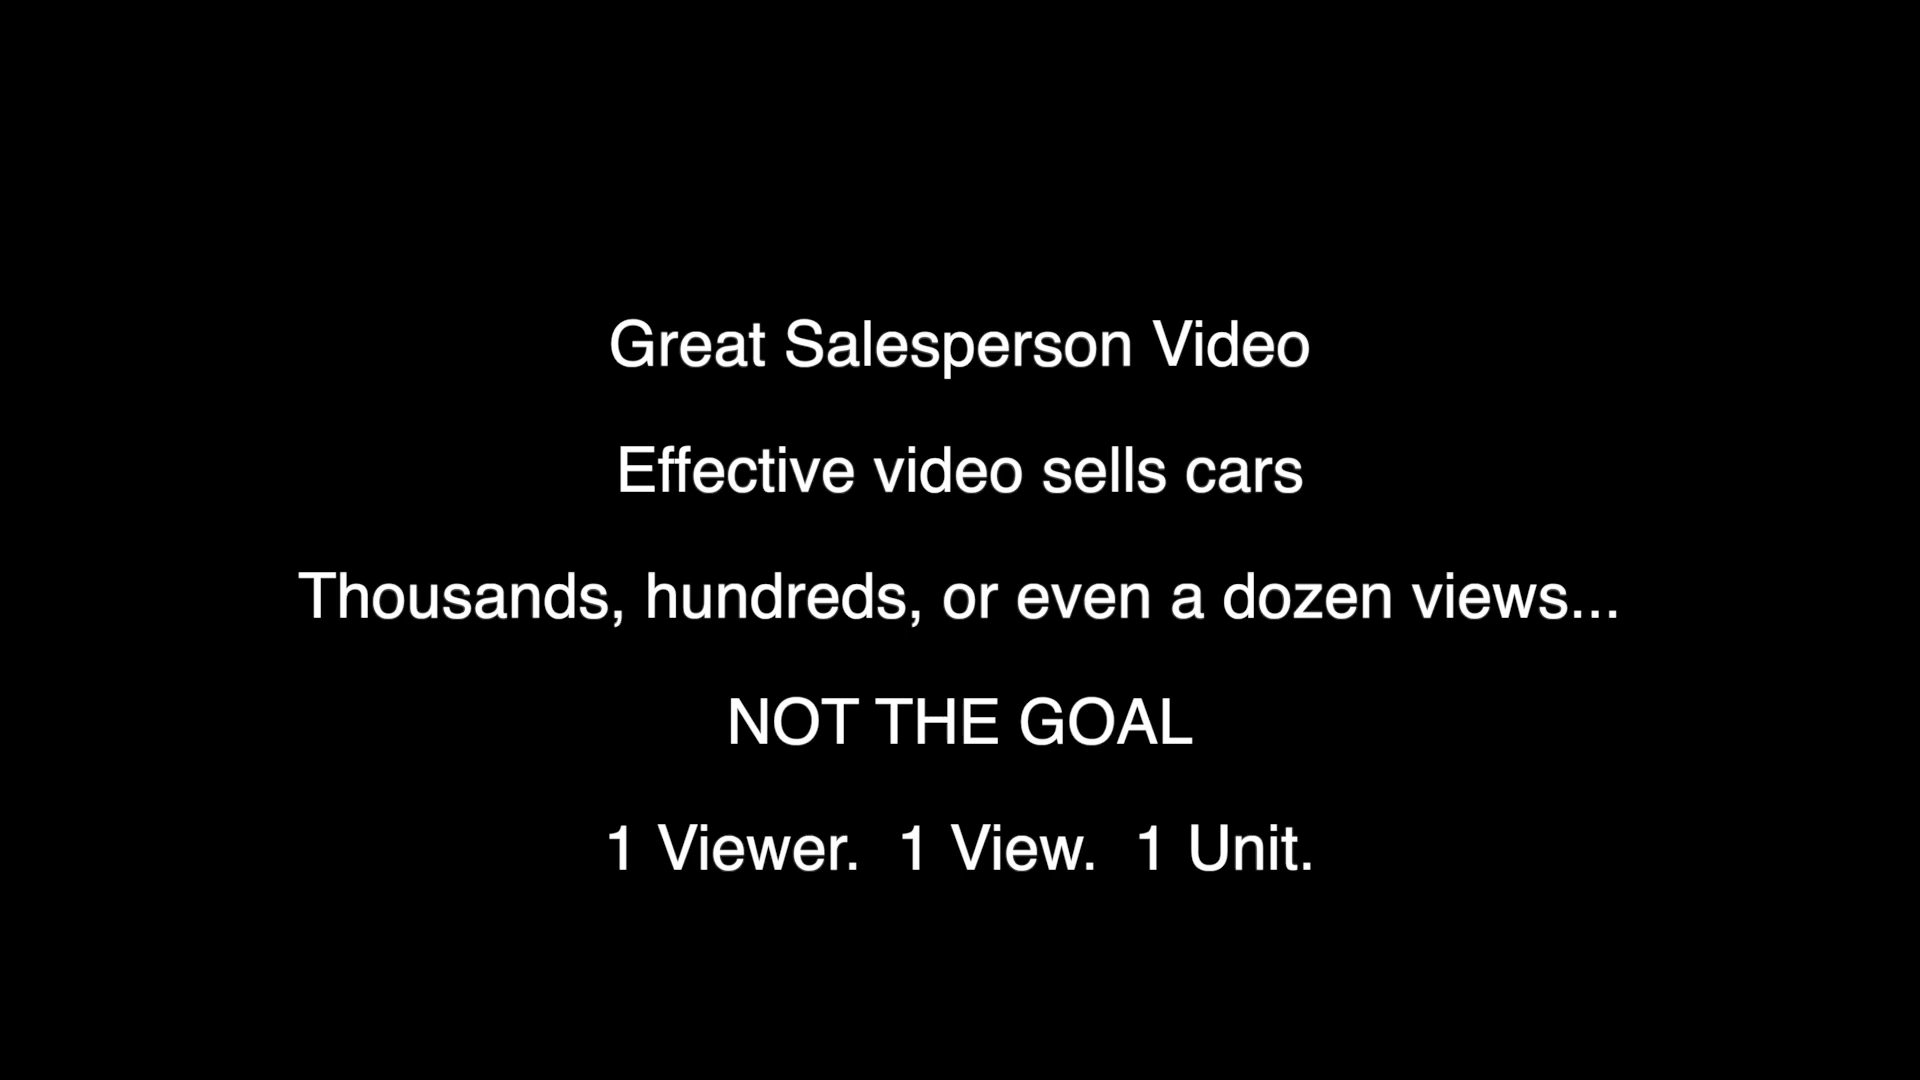 Great Salesperson Video
Effective video sells cars
Thousands, hundreds, or even a dozen views...
NOT THE GOAL
1 Viewer.  1 View.  1 Unit.